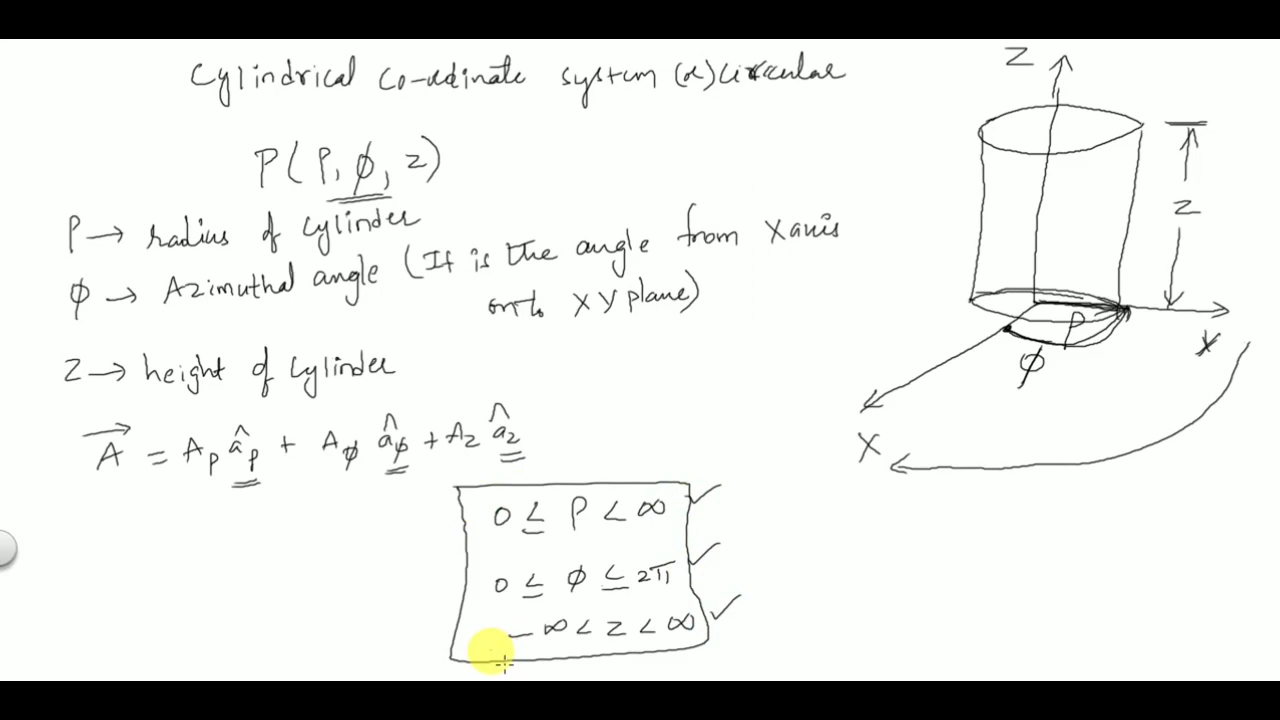 Cylindrical co-ordinate system (or) circular
P(ρ, ϕ, z)
ρ → radius of cylinder
ϕ → Azimuthal angle (It is the angle from X axis
onto XY plane)
Z → height of cylinder
A⃗ = Aρ âρ + Aϕ âϕ + Az âz
0 ≤ ρ < ∞
0 ≤ ϕ ≤ 2π
-∞ < z < ∞
Z
Z
ρ
ϕ
Y
X